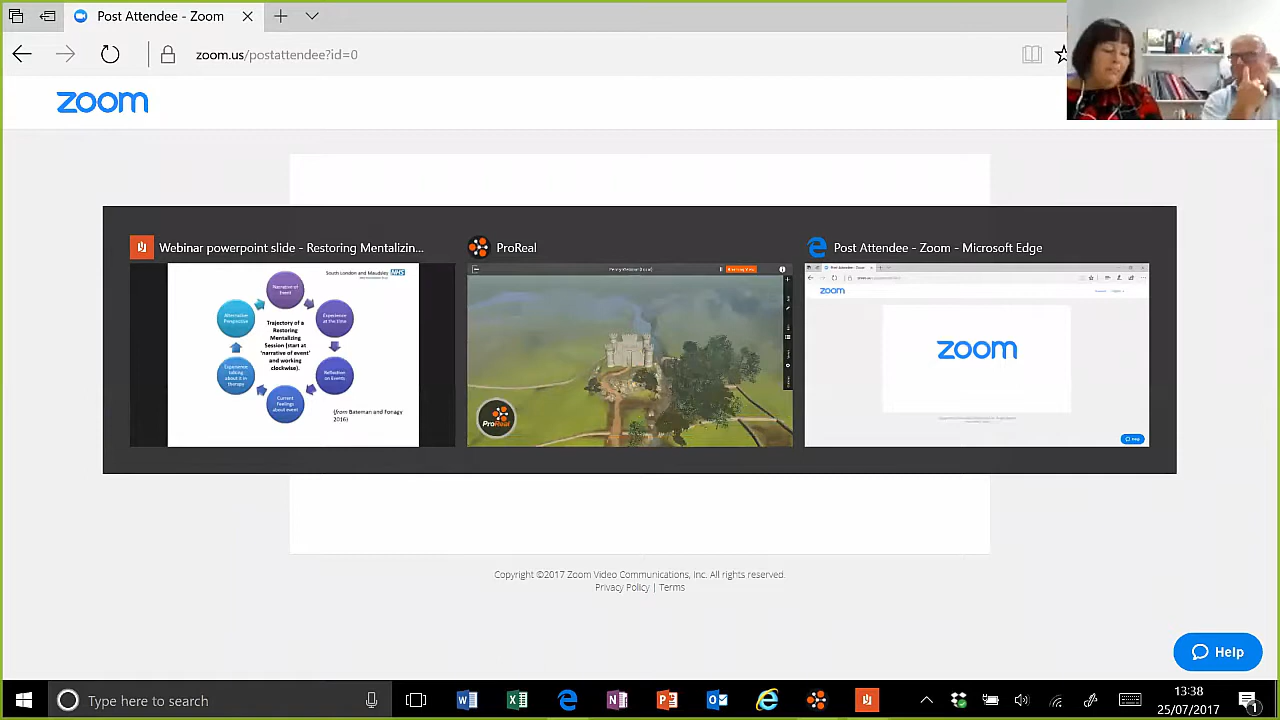 Post Attendee - Zoom
zoom.us/postattendee?id=0
zoom
Webinar powerpoint slide - Restoring Mentalizin...
ProReal
Post Attendee - Zoom - Microsoft Edge
South London and Maudsley NHS
Narrative of
Event
Experience
at the time
Reflection
on Events
Current
Feelings
about event
Experience
talking
about it in
therapy
Alternative
Perspective
Trajectory of a
Restoring
Mentalizing
Session (start at
'narrative of event'
and working
clockwise).
(from Bateman and Fonagy
2016)
ProReal
zoom
zoom
Help
Copyright ©2017 Zoom Video Communications, Inc. All rights reserved.
Privacy Policy | Terms
Help
Type here to search
13:38
25/07/2017
1